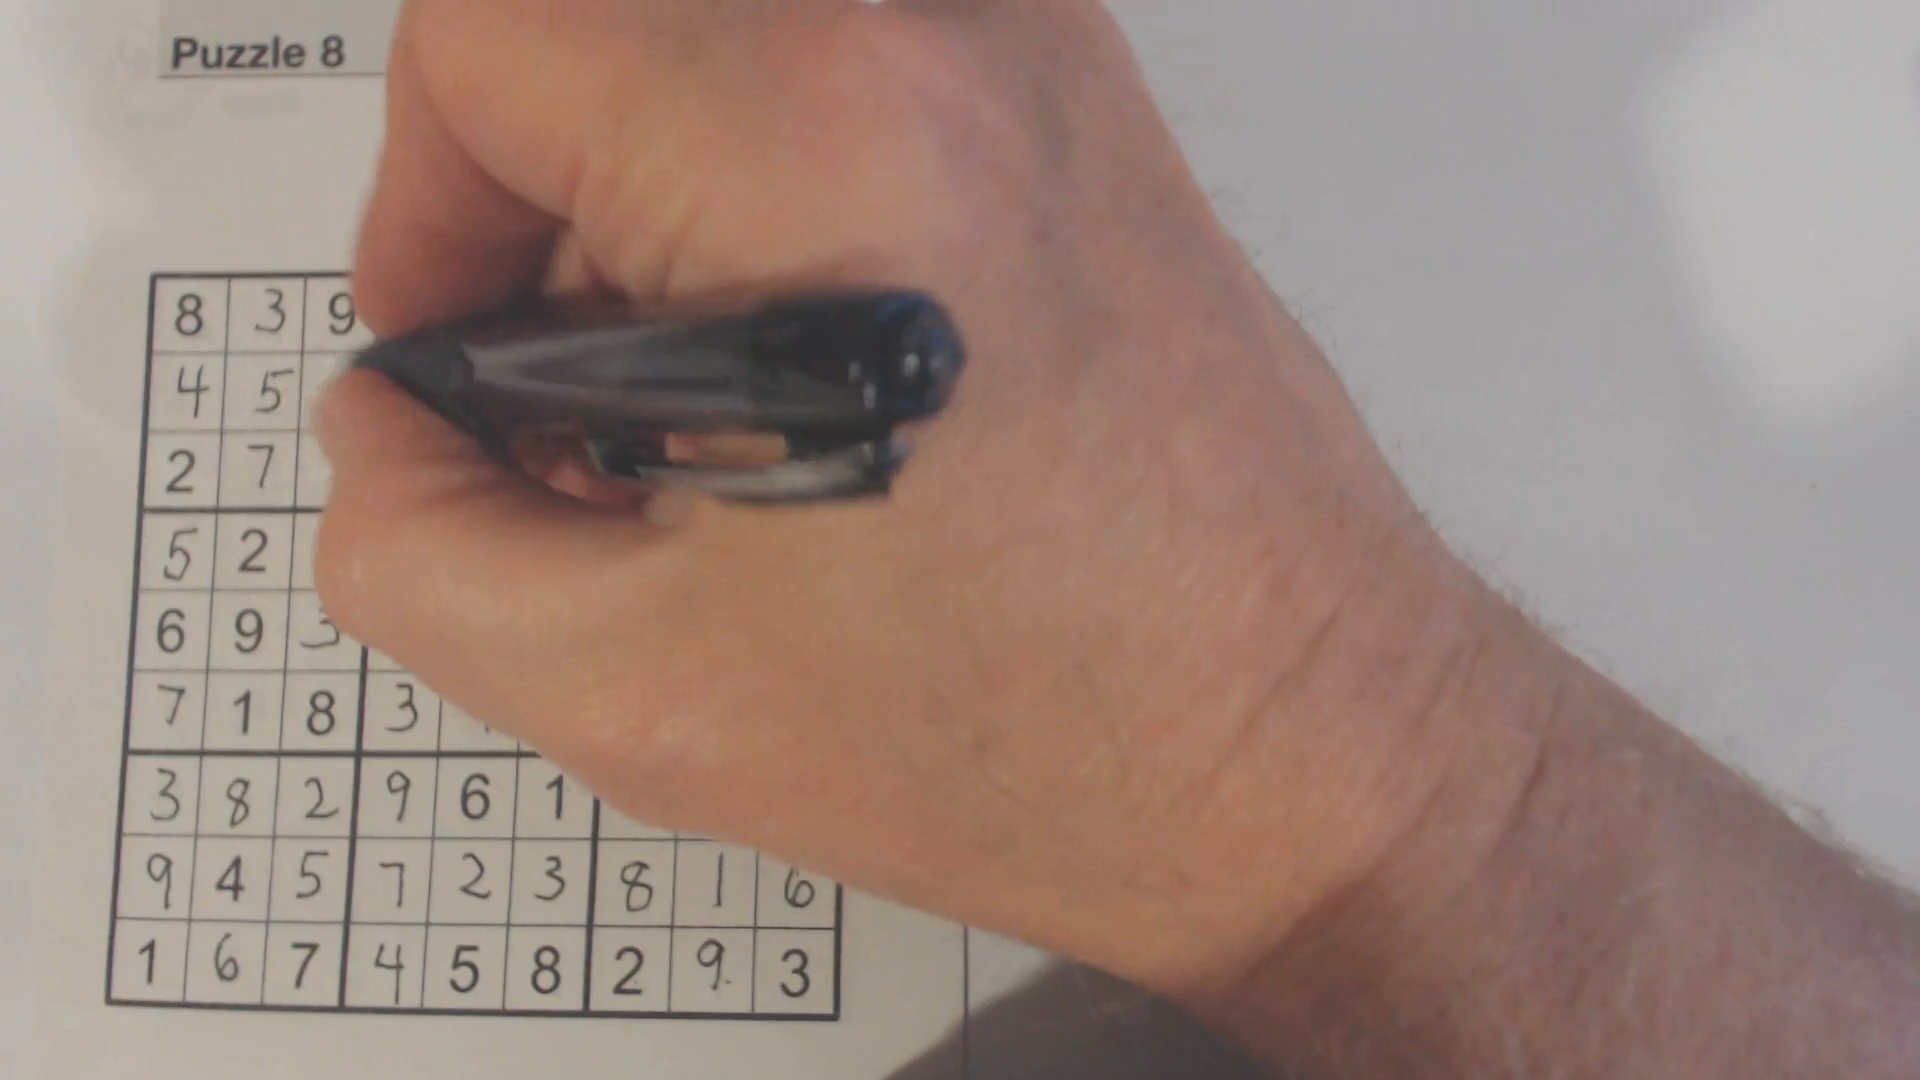 Puzzle 8
8 3 9
4 5
2 7
5 2
6 9 3
7 1 8 3
3 8 2 9 6 1
9 4 5 7 2 3 8 1 6
1 6 7 4 5 8 2 9 3